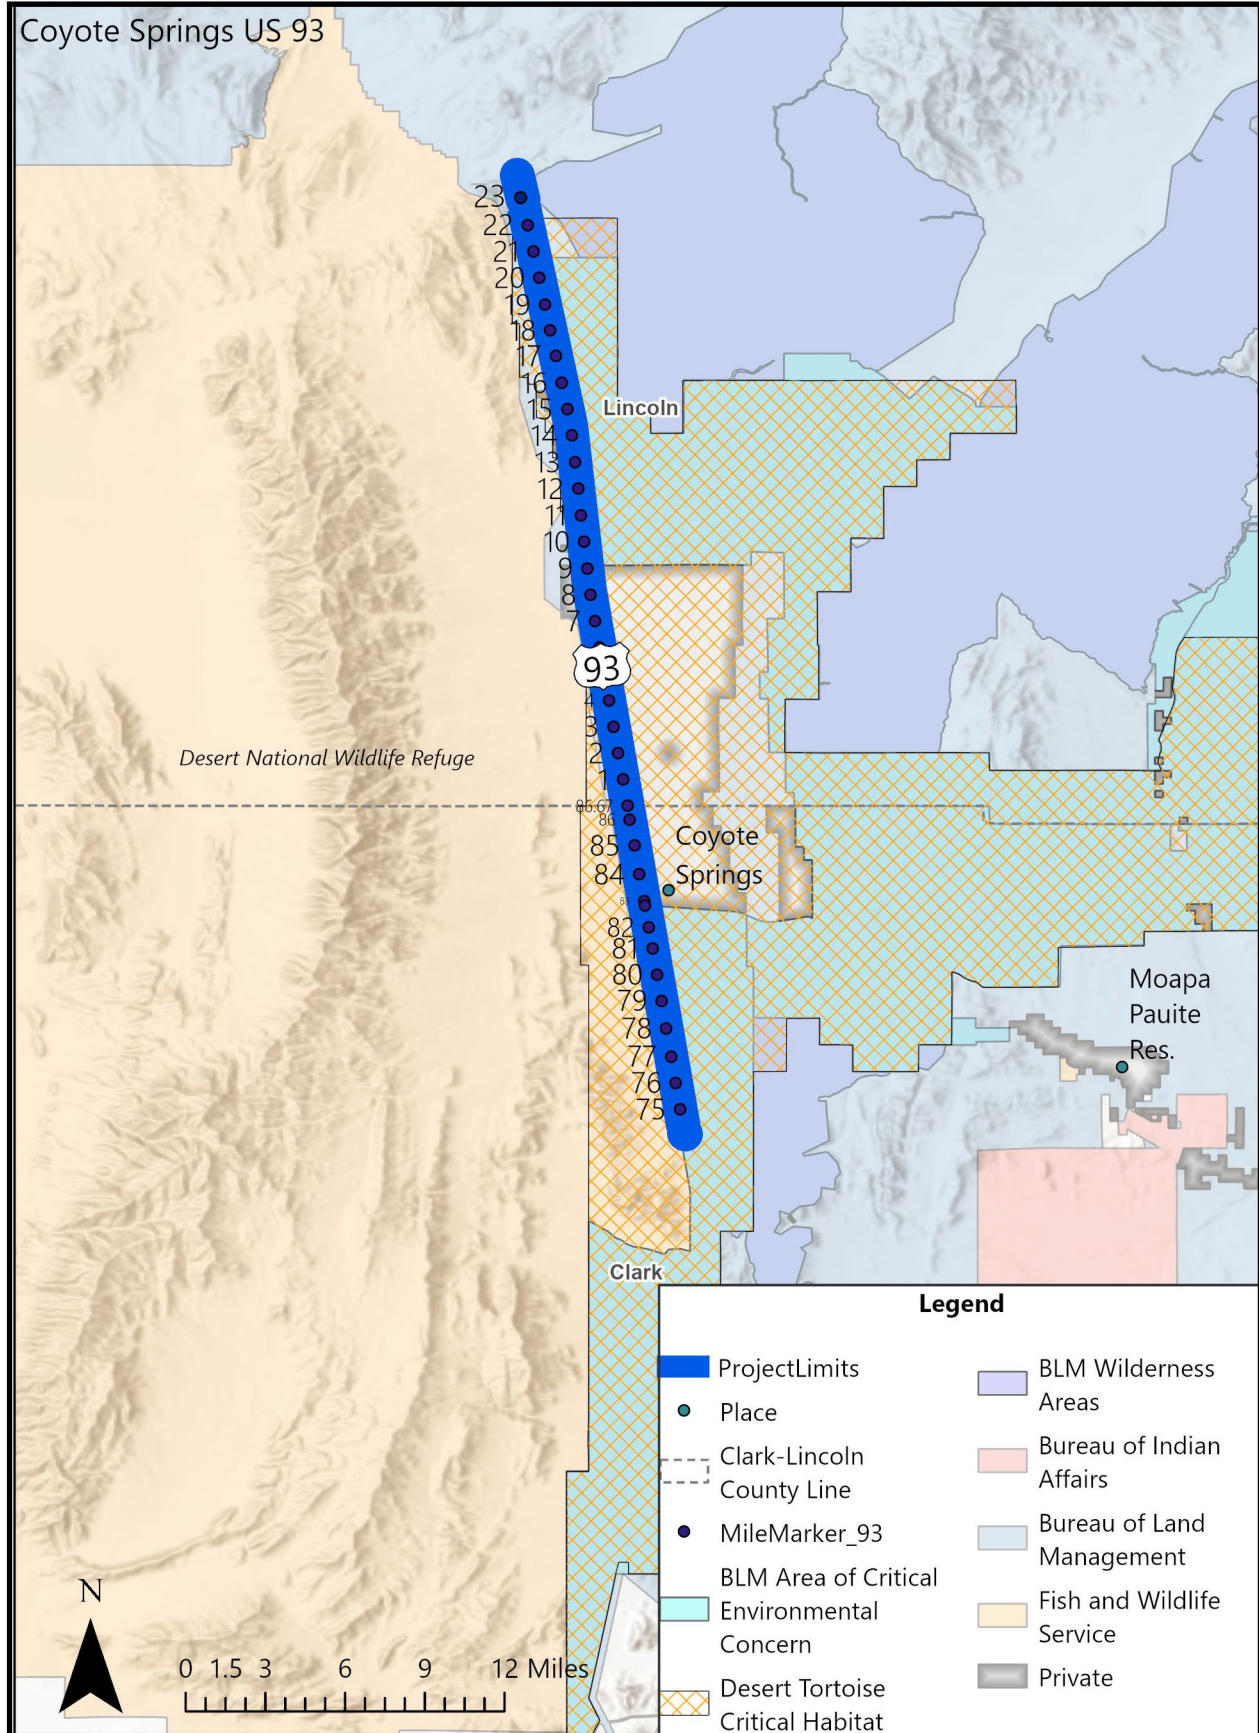 Coyote Springs US 93
23
22
21
20
19
18
17
16
15
Lincoln
14
13
12
11
10
9
8
7
93
4
3
2
Desert National Wildlife Refuge
1
86.67
86
Coyote
85
Springs
84
83
82
81
80
Moapa
79
Pauite
78
Res.
77
76
75
Clark
Legend
ProjectLimits
Place
Clark-Lincoln
County Line
MileMarker_93
BLM Area of Critical
Environmental
Concern
Desert Tortoise
Critical Habitat
BLM Wilderness
Areas
Bureau of Indian
Affairs
Bureau of Land
Management
Fish and Wildlife
Service
Private
N
0 1.5 3 6 9 12 Miles